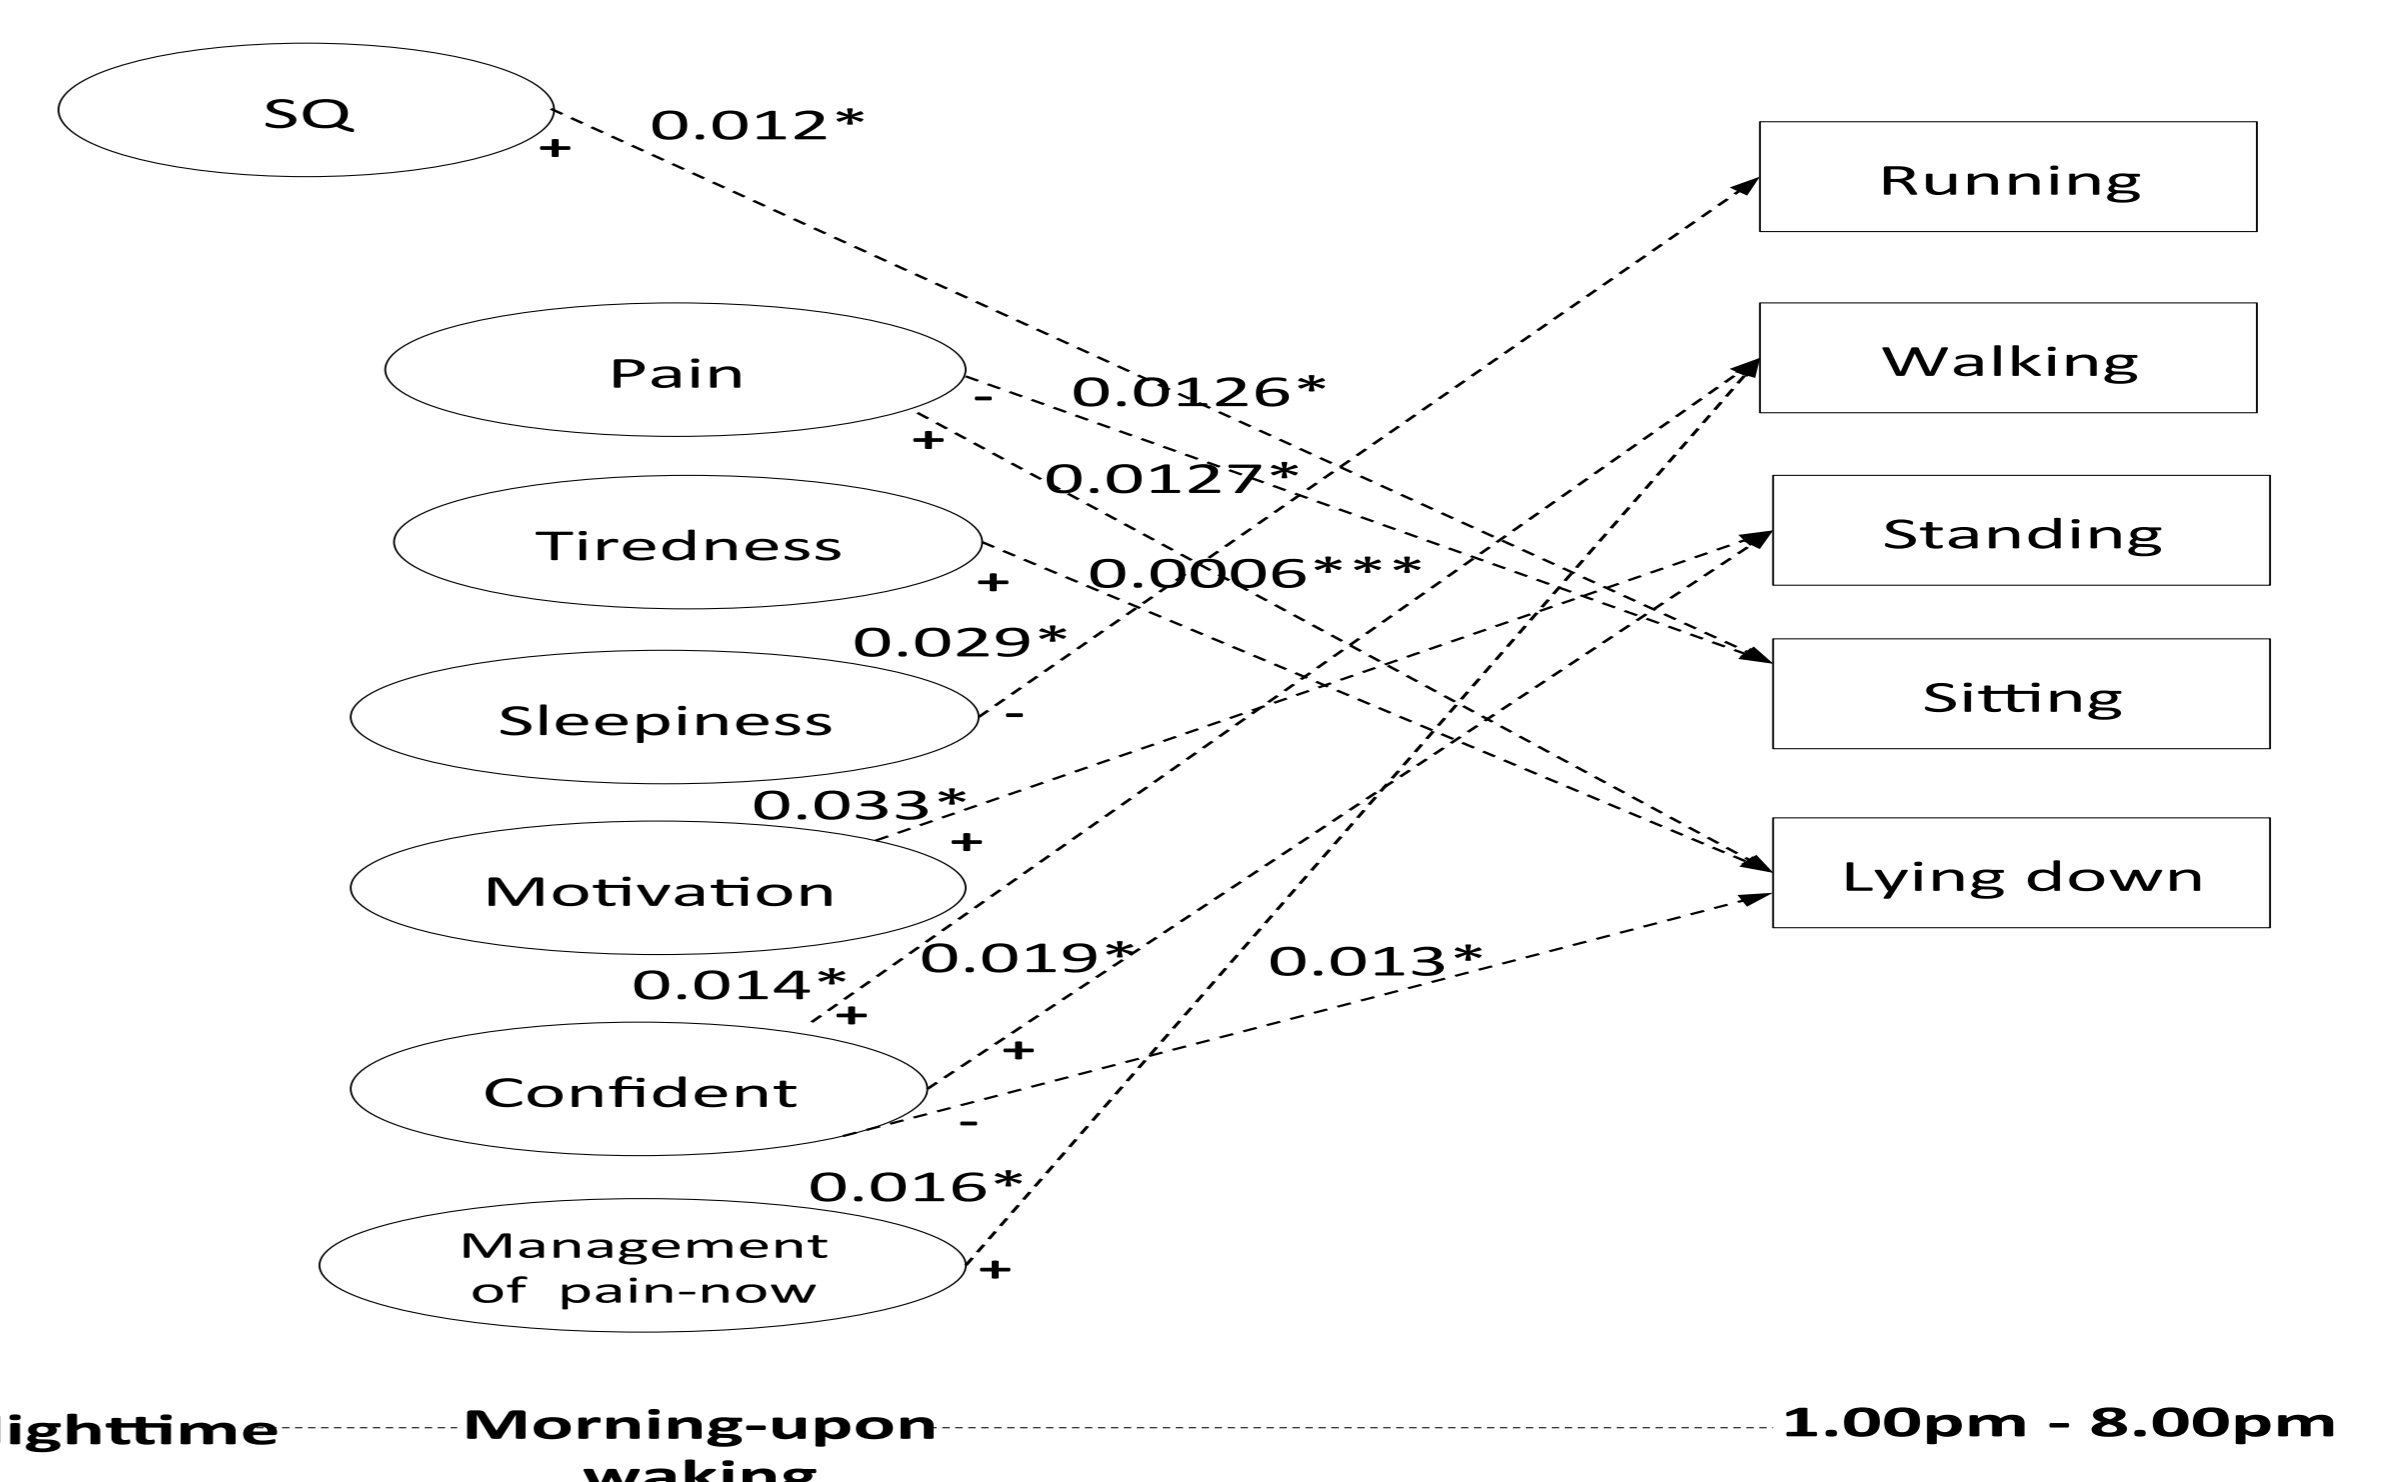 SQ
+
0.012*
Running
Pain
-
+
0.0126*
Walking
0.0127*
Tiredness
+
0.0006***
Standing
0.029*
Sleepiness
-
Sitting
0.033*
+
Motivation
Lying down
0.014*
+
0.019*
0.013*
+
Confident
-
0.016*
Management
of pain-now
+
Morning-upon
waking
1.00pm - 8.00pm